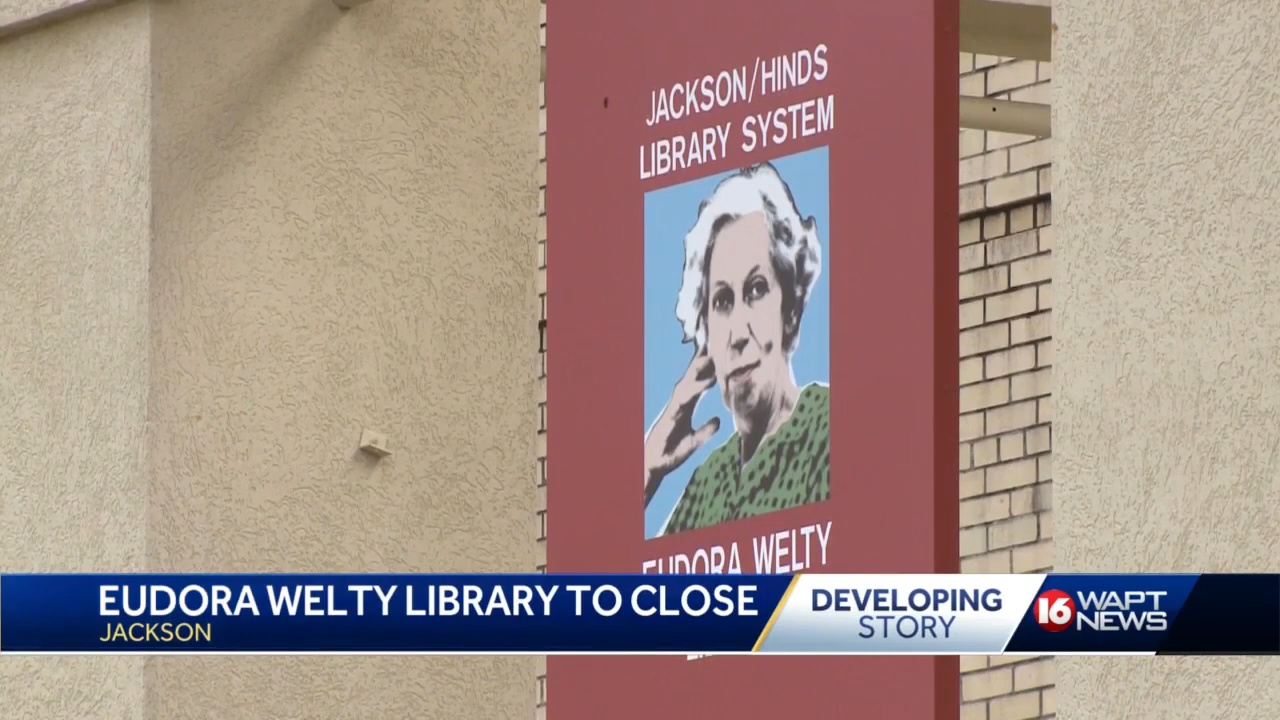 JACKSON/HINDS
LIBRARY SYSTEM
EUDORA WELTY
EUDORA WELTY LIBRARY TO CLOSE
JACKSON
DEVELOPING
STORY
16 WAPT
NEWS